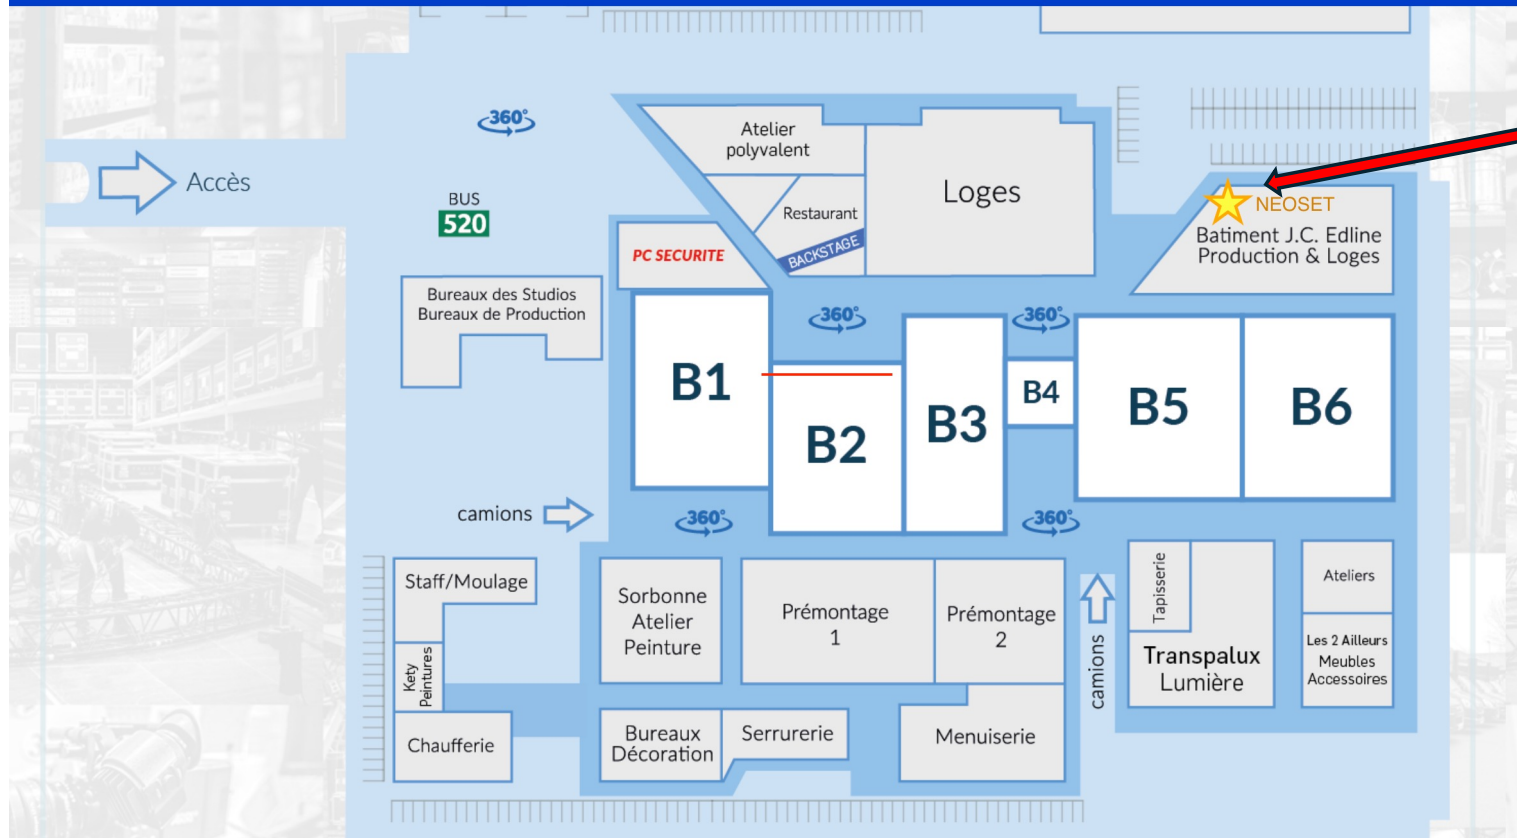 360°
Atelier
polyvalent
Accès
Loges
BUS
520
Restaurant
BACKSTAGE
NEOSET
Batiment J.C. Edline
Production & Loges
PC SECURITE
Bureaux des Studios
Bureaux de Production
360°
360°
B1
B2
B3
B4
B5
B6
camions
360°
360°
Staff/Moulage
Sorbonne
Atelier
Peinture
Prémontage
1
Prémontage
2
camions
Tapisserie
Transpalux
Lumière
Ateliers
Les 2 Ailleurs
Meubles
Accessoires
Kety
Peintures
Chaufferie
Bureaux
Décoration
Serrurerie
Menuiserie